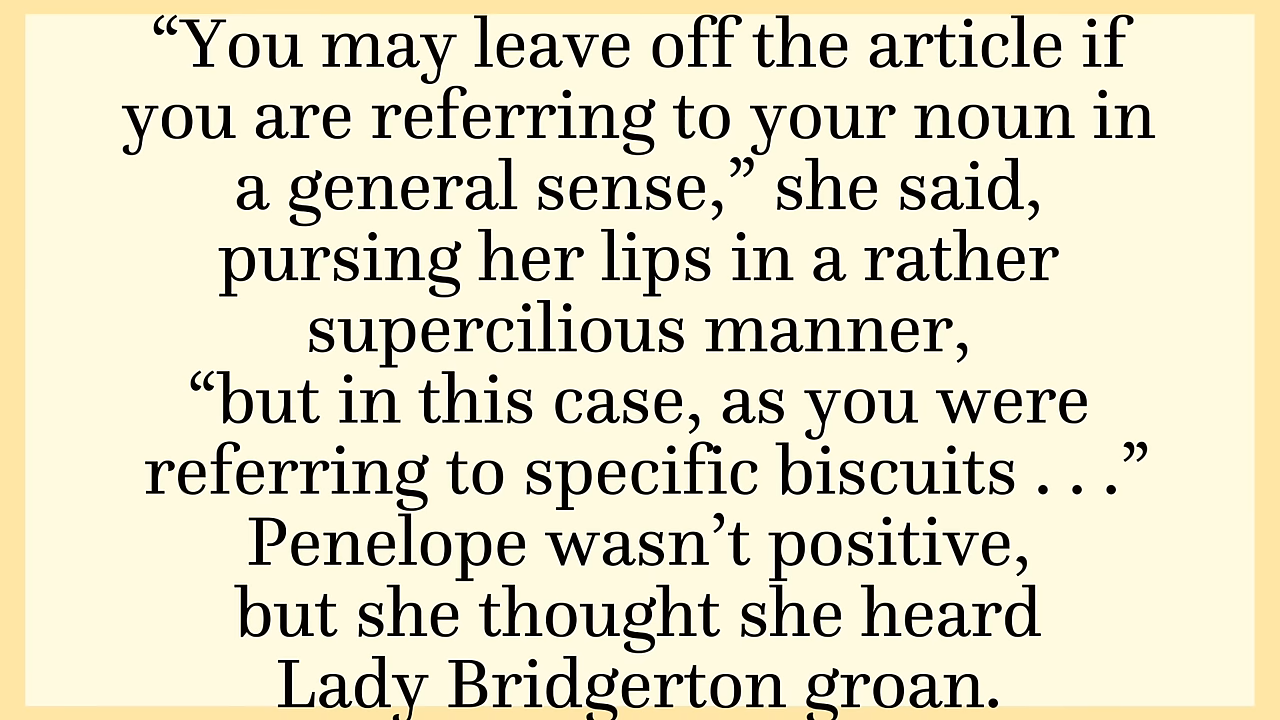 “You may leave off the article if
you are referring to your noun in
a general sense,” she said,
pursing her lips in a rather
supercilious manner,
“but in this case, as you were
referring to specific biscuits . . .”
Penelope wasn’t positive,
but she thought she heard
Lady Bridgerton groan.